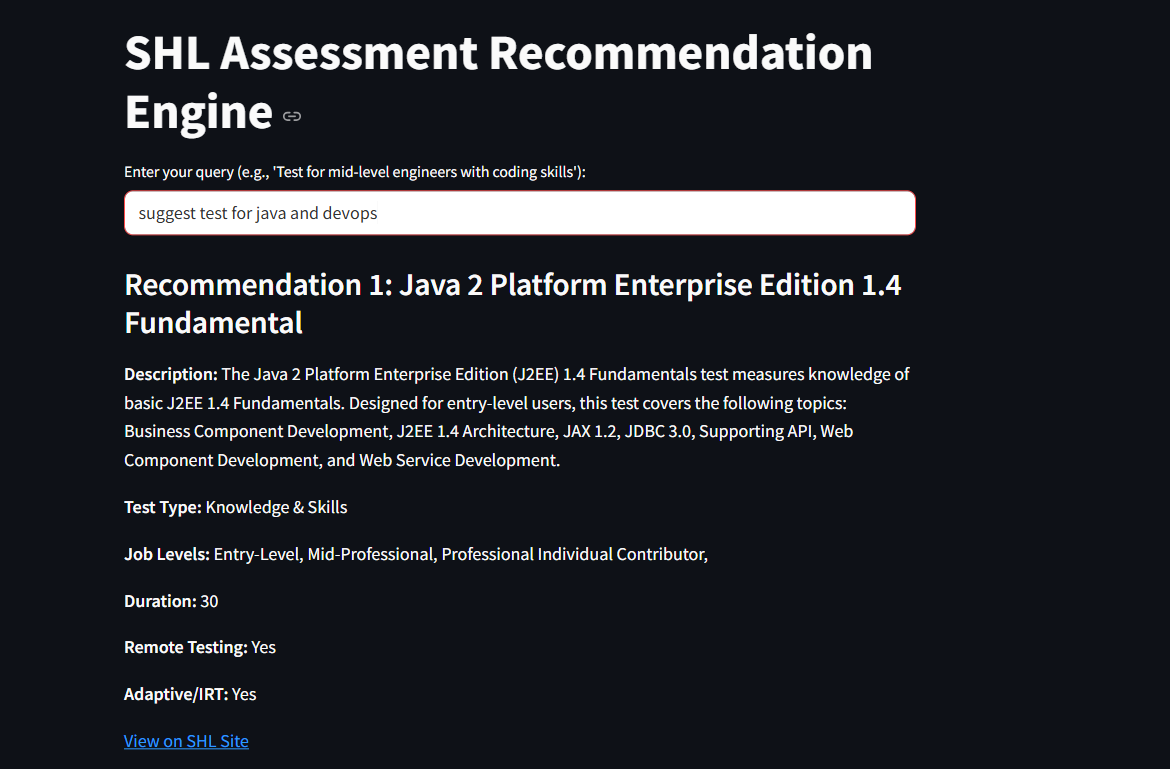 SHL Assessment Recommendation
Engine
Enter your query (e.g., 'Test for mid-level engineers with coding skills'):
suggest test for java and devops
Recommendation 1: Java 2 Platform Enterprise Edition 1.4
Fundamental
Description: The Java 2 Platform Enterprise Edition (J2EE) 1.4 Fundamentals test measures knowledge of
basic J2EE 1.4 Fundamentals. Designed for entry-level users, this test covers the following topics:
Business Component Development, J2EE 1.4 Architecture, JAX 1.2, JDBC 3.0, Supporting API, Web
Component Development, and Web Service Development.
Test Type: Knowledge & Skills
Job Levels: Entry-Level, Mid-Professional, Professional Individual Contributor,
Duration: 30
Remote Testing: Yes
Adaptive/IRT: Yes
View on SHL Site